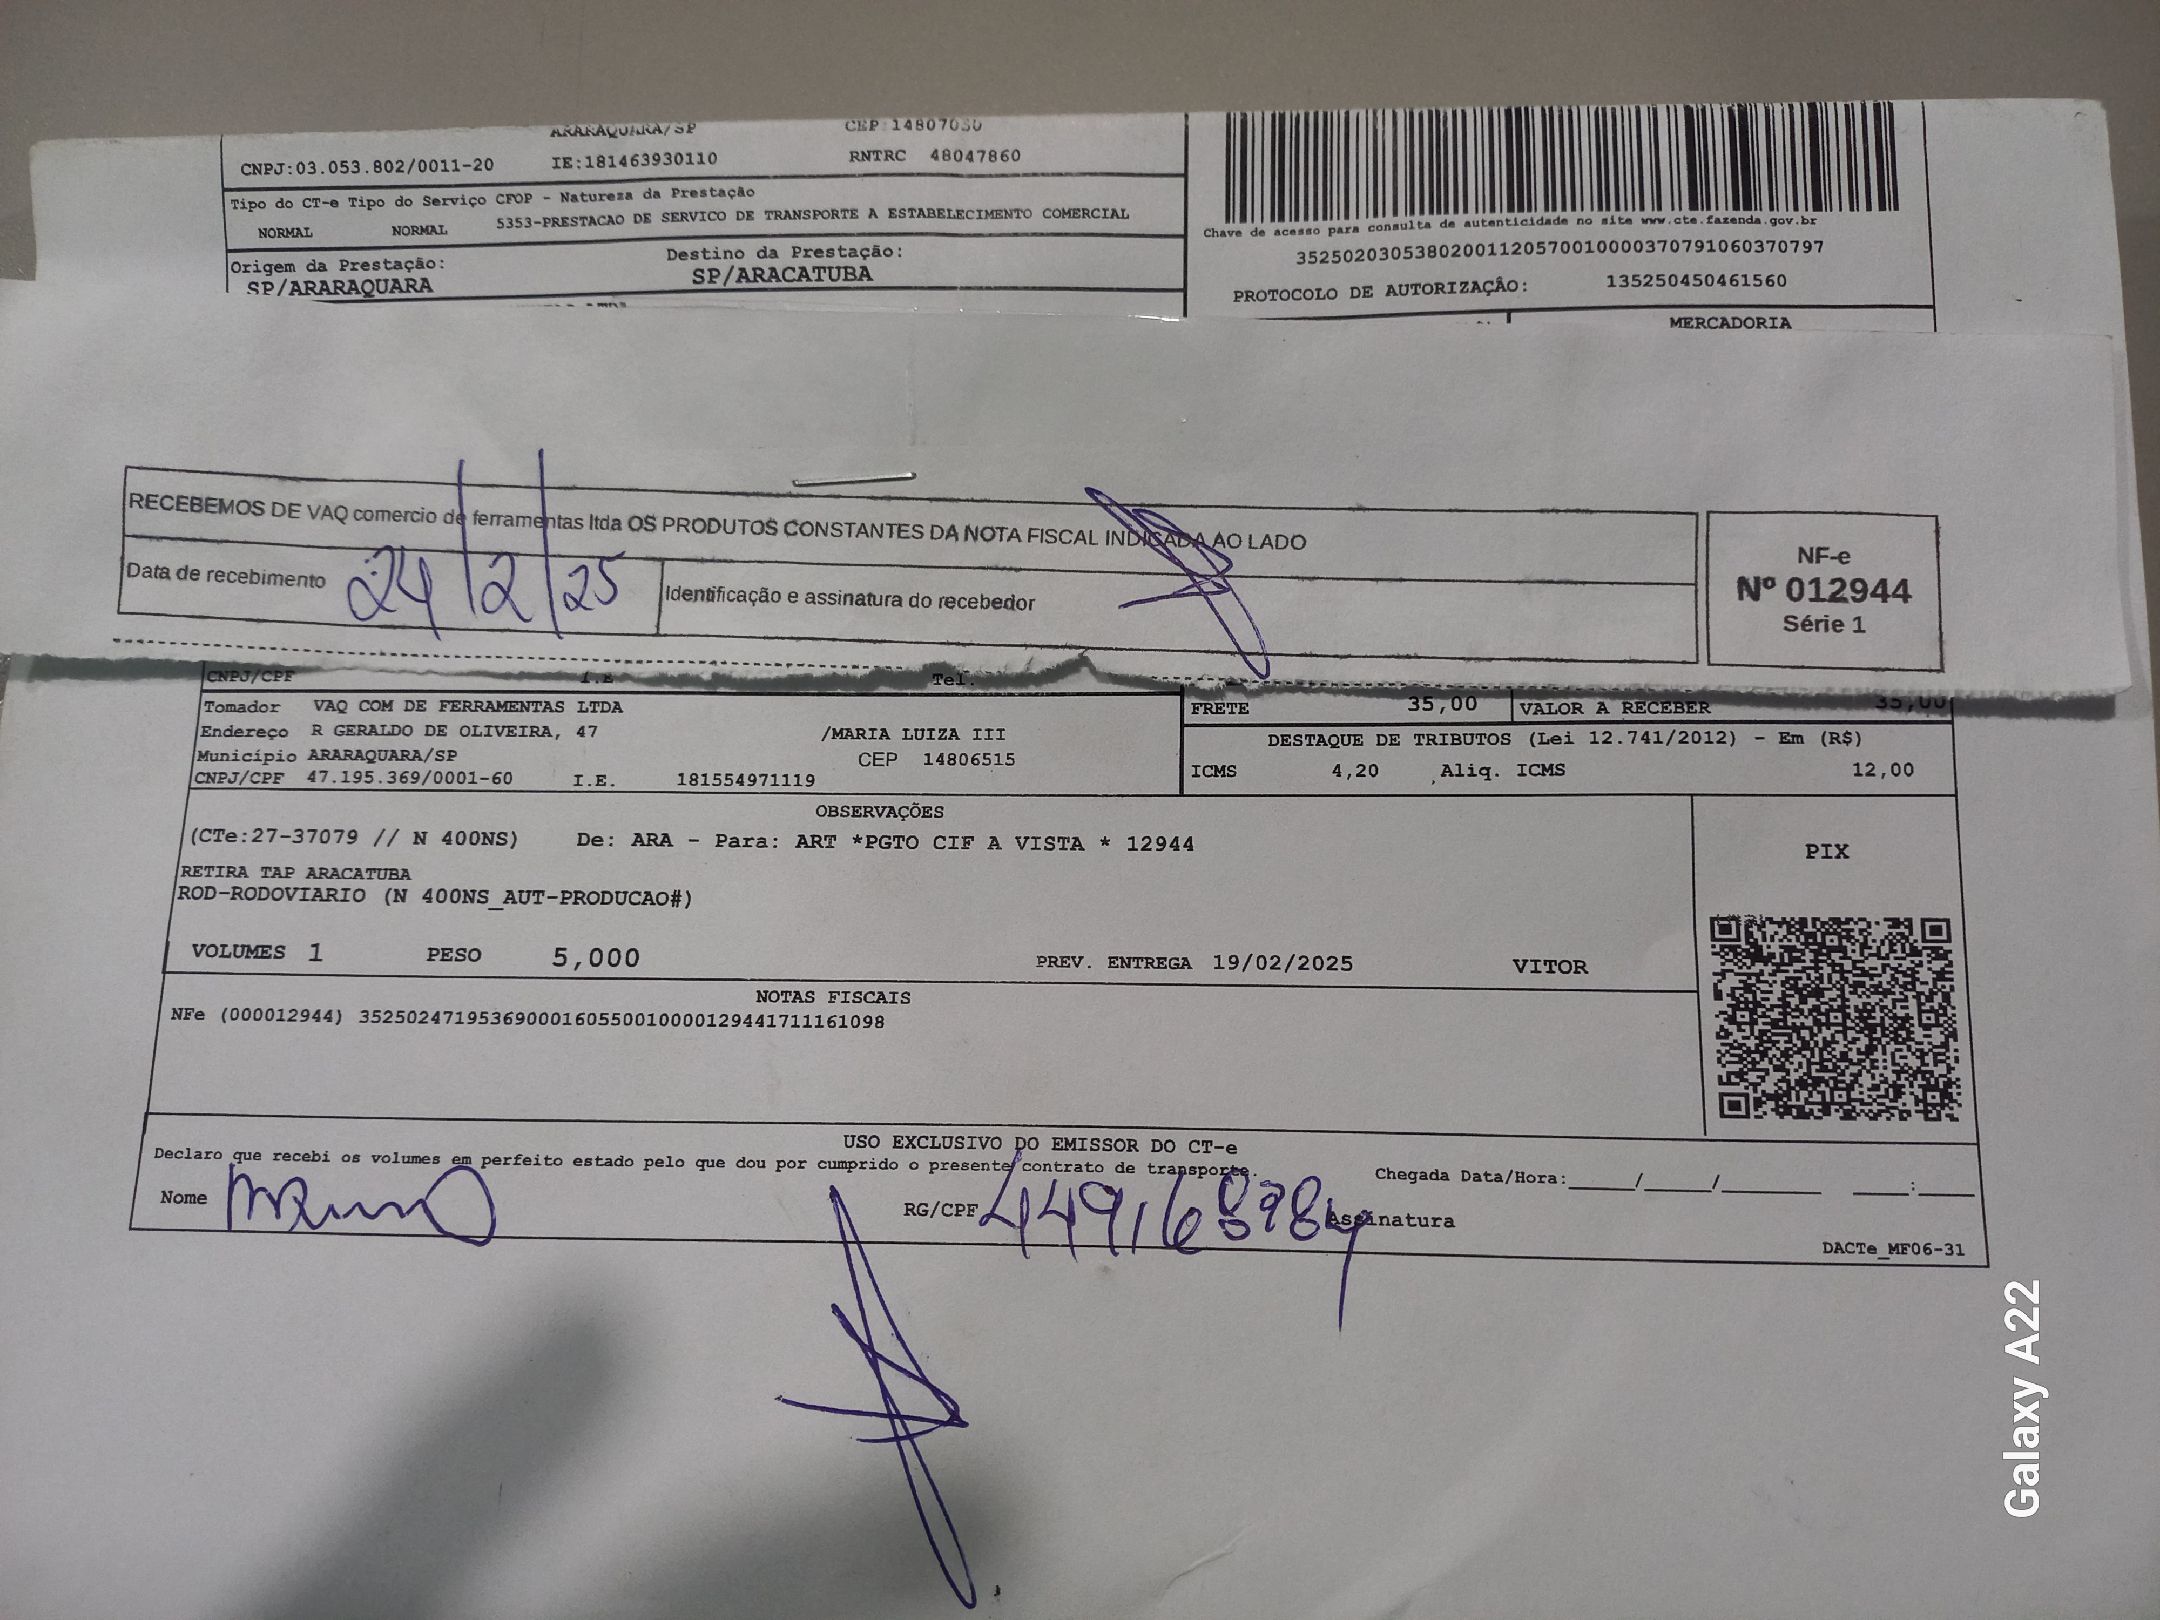 ARARAQUARA/SP CEP 14807050
CNPJ:03.053.802/0011-20 IE:181463930110 RNTRC 48047860
Tipo do CT-e Tipo do Serviço CFOP - Natureza da Prestação
NORMAL NORMAL 5353-PRESTACAO DE SERVICO DE TRANSPORTE A ESTABELECIMENTO COMERCIAL
Origem da Prestação: Destino da Prestação:
SP/ARARAQUARA SP/ARACATUBA
Chave de acesso para consulta de autenticidade no site www.cte.fazenda.gov.br
35250203053802001120570010000370791060370797
PROTOCOLO DE AUTORIZAÇÂO: 135250450461560
MERCADORIA
RECEBEMOS DE VAQ comercio de ferramentas ltda OS PRODUTOS CONSTANTES DA NOTA FISCAL INDICADA AO LADO
Data de recebimento 24/2/25 Identificação e assinatura do recebedor
NF-e
Nº 012944
Série 1
CNPJ/CPF I.E Tel.
Tomador VAQ COM DE FERRAMENTAS LTDA
Endereço R GERALDO DE OLIVEIRA, 47 /MARIA LUIZA III
Município ARARAQUARA/SP CEP 14806515
CNPJ/CPF 47.195.369/0001-60 I.E. 181554971119
FRETE 35,00 VALOR A RECEBER 35,00
DESTAQUE DE TRIBUTOS (Lei 12.741/2012) - Em (R$)
ICMS 4,20 Aliq. ICMS 12,00
OBSERVAÇÕES
(CTe:27-37079 // N 400NS) De: ARA - Para: ART *PGTO CIF A VISTA * 12944
RETIRA TAP ARACATUBA
ROD-RODOVIARIO (N 400NS_AUT-PRODUCAO#)
VOLUMES 1 PESO 5,000 PREV. ENTREGA 19/02/2025 VITOR
PIX
NOTAS FISCAIS
NFe (000012944) 35250247195369000160550010000129441711161098
USO EXCLUSIVO DO EMISSOR DO CT-e
Declaro que recebi os volumes em perfeito estado pelo que dou por cumprido o presente contrato de transporte.
Chegada Data/Hora:____/____/______ ___:___
Nome RG/CPF Assinatura
DACTe_MF06-31
Galaxy A22